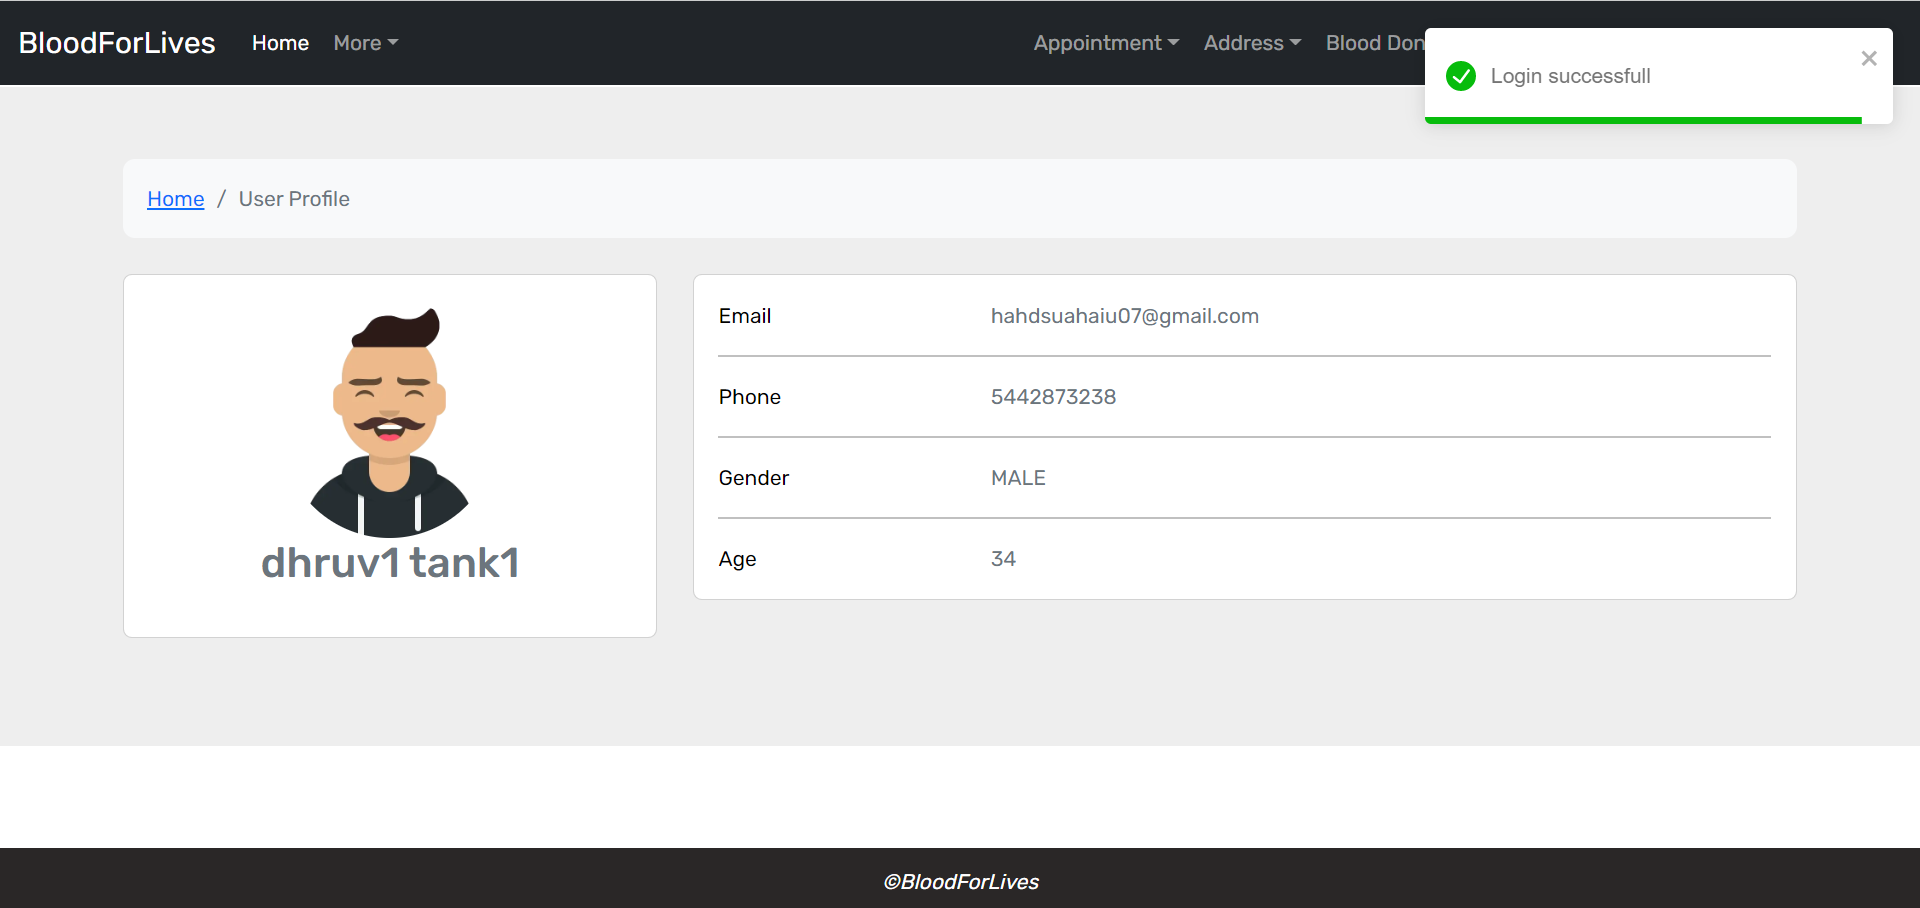 BloodForLives Home More Appointment Address Blood Don
Login successfull
Home / User Profile
dhruv1 tank1
Email hahdsuahaiu07@gmail.com
Phone 5442873238
Gender MALE
Age 34
©BloodForLives